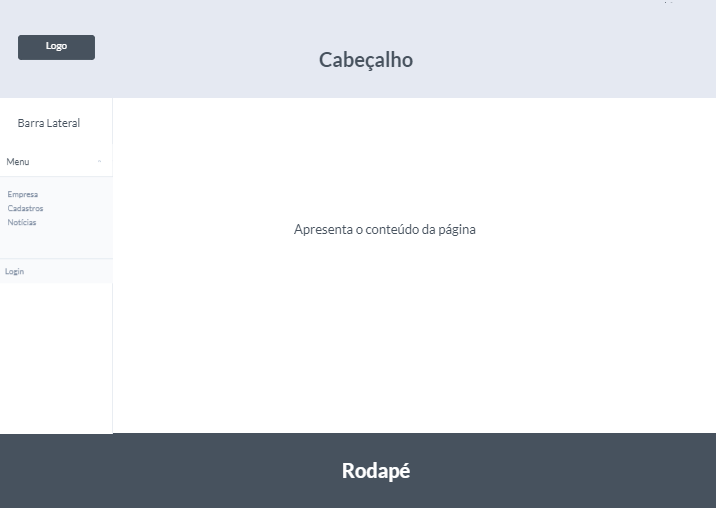 Logo
Cabeçalho
Barra Lateral
Menu
Empresa
Cadastros
Notícias
Apresenta o conteúdo da página
Login
Rodapé